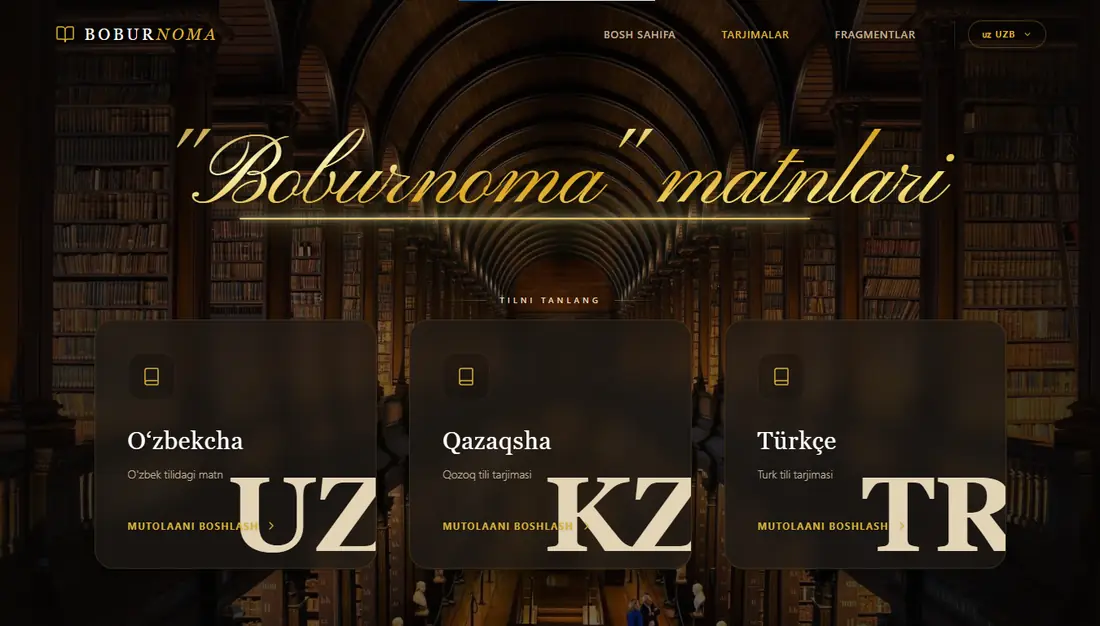 BOBURNOMA
BOSH SAHIFA
TARJIMALAR
FRAGMENTLAR
uz UZB
"Boburnoma" matnlari
TILNI TANLANG
Oʻzbekcha
O'zbek tilidagi matn
MUTOLAANI BOSHLASH
UZ
Qazaqsha
Qozoq tili tarjimasi
MUTOLAANI BOSHLASH
KZ
Türkçe
Turk tili tarjimasi
MUTOLAANI BOSHLASH
TR